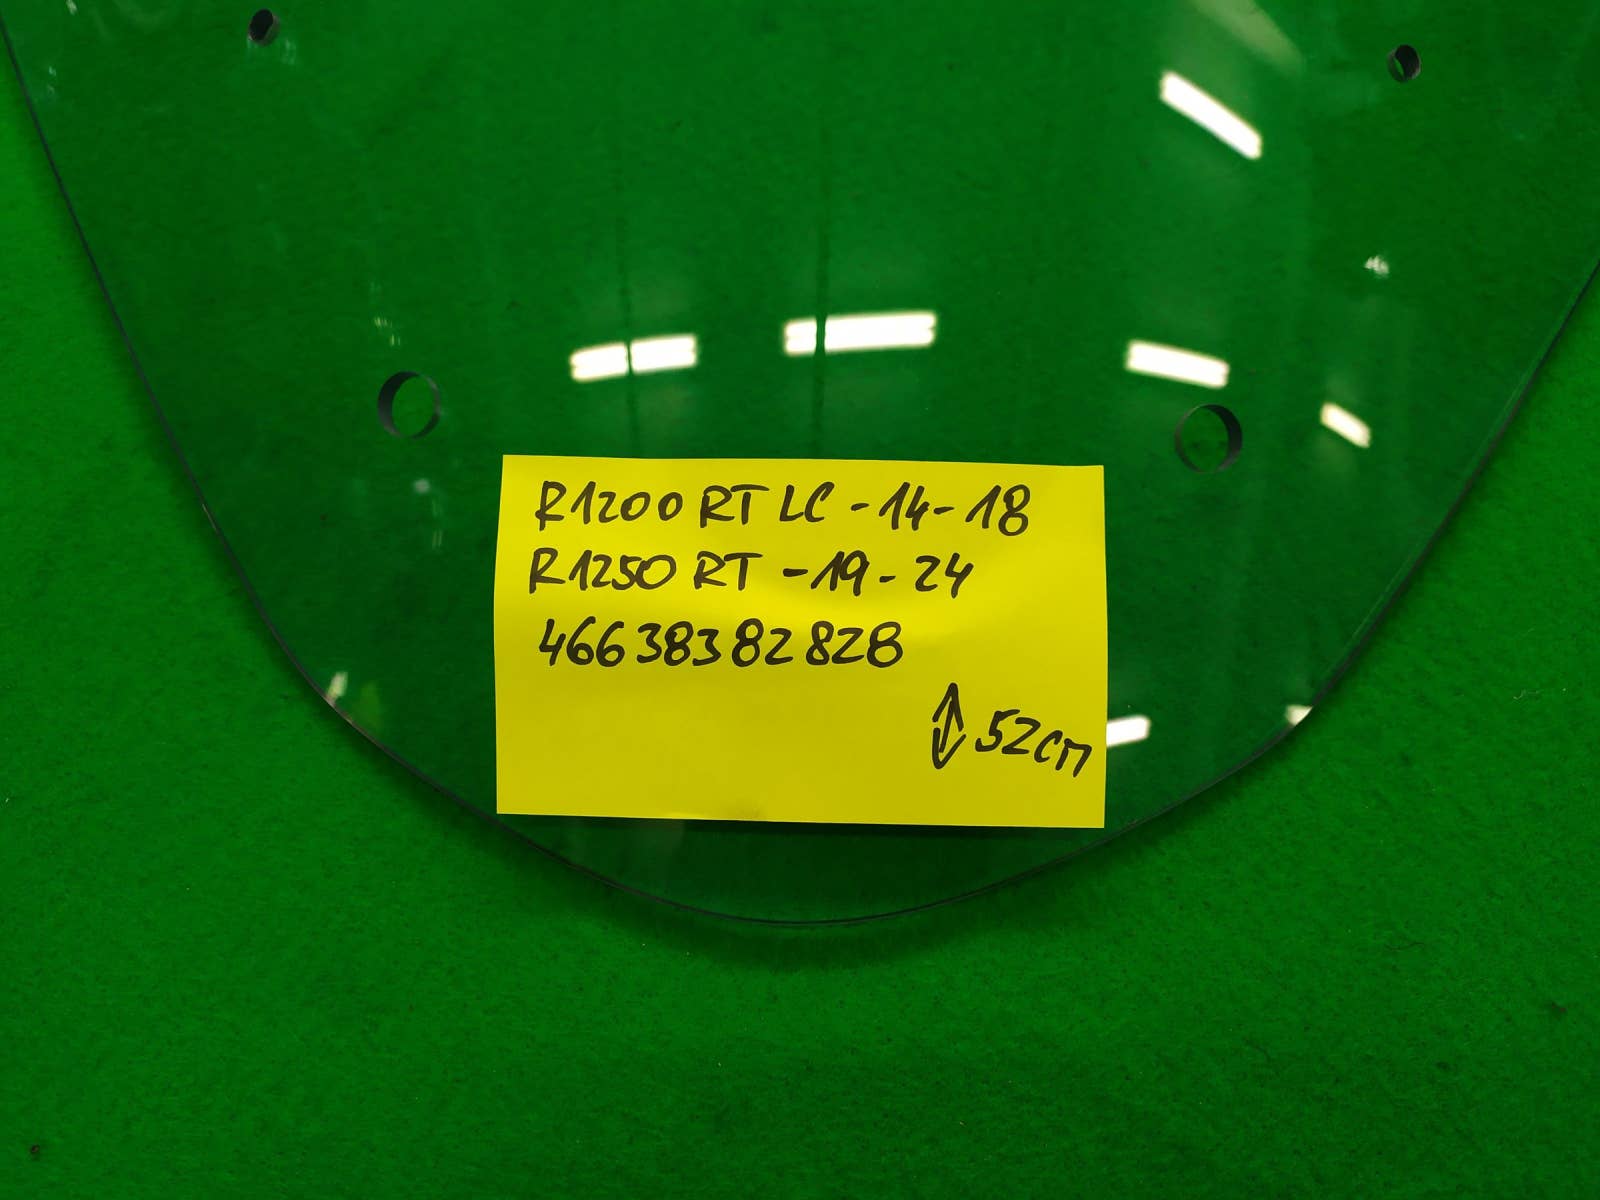 R1200 RT LC - 14 - 18
R1250 RT - 19 - 24
46638382828
↕ 52cm